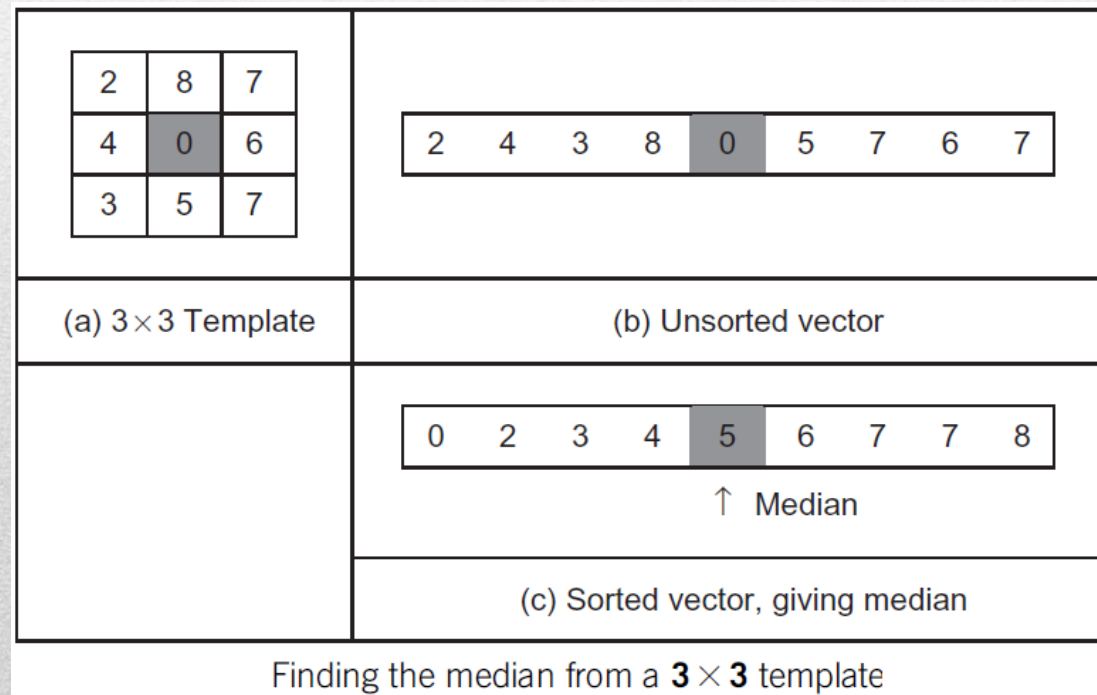 2 8 7
4 0 6
3 5 7
2 4 3 8 0 5 7 6 7
(a) 3×3 Template
(b) Unsorted vector
0 2 3 4 5 6 7 7 8
↑ Median
(c) Sorted vector, giving median
Finding the median from a 3 × 3 template